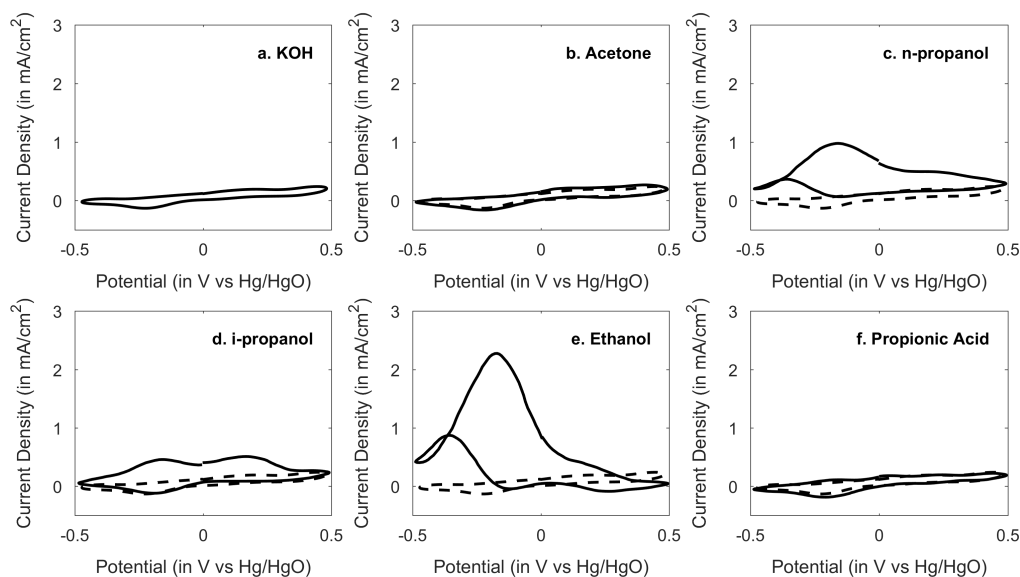 3
2
1
0
-0.5
0
0.5
Current Density (in mA/cm²)
Potential (in V vs Hg/HgO)
a. KOH
3
2
1
0
-0.5
0
0.5
Current Density (in mA/cm²)
Potential (in V vs Hg/HgO)
b. Acetone
3
2
1
0
-0.5
0
0.5
Current Density (in mA/cm²)
Potential (in V vs Hg/HgO)
c. n-propanol
3
2
1
0
-0.5
0
0.5
Current Density (in mA/cm²)
Potential (in V vs Hg/HgO)
d. i-propanol
3
2
1
0
-0.5
0
0.5
Current Density (in mA/cm²)
Potential (in V vs Hg/HgO)
e. Ethanol
3
2
1
0
-0.5
0
0.5
Current Density (in mA/cm²)
Potential (in V vs Hg/HgO)
f. Propionic Acid